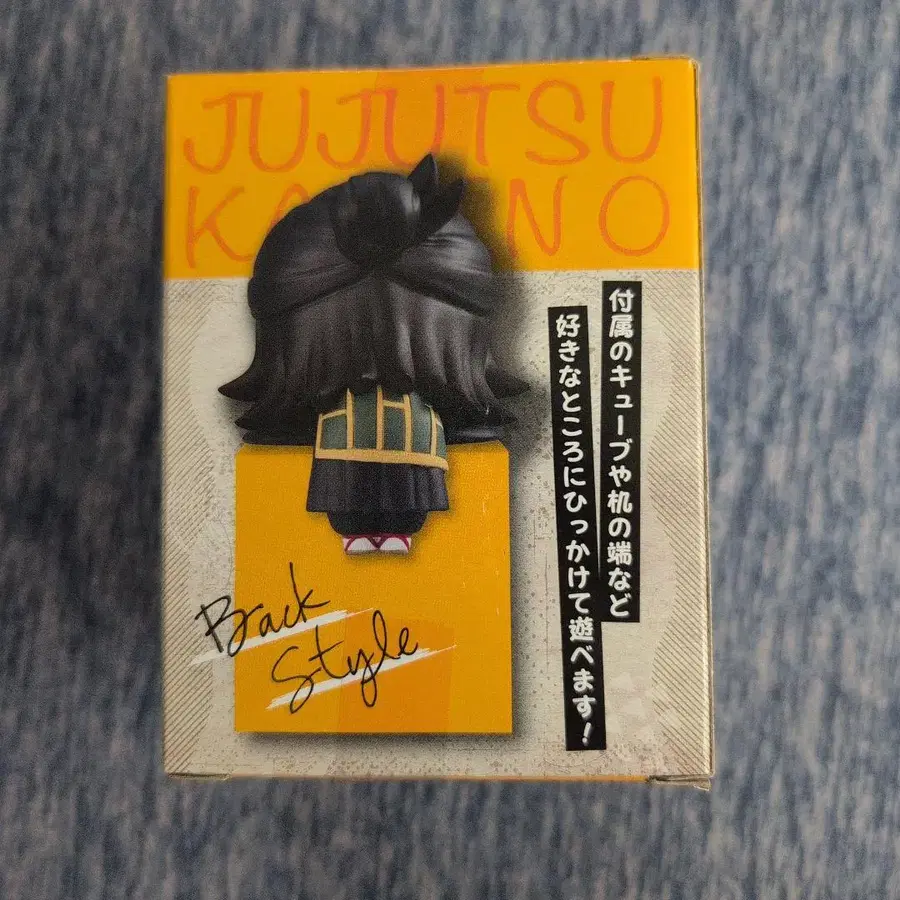 JUJUTSU
KA NO
付属のキューブや机の端など
好きなところにひっかけて遊べます!
Back
Style